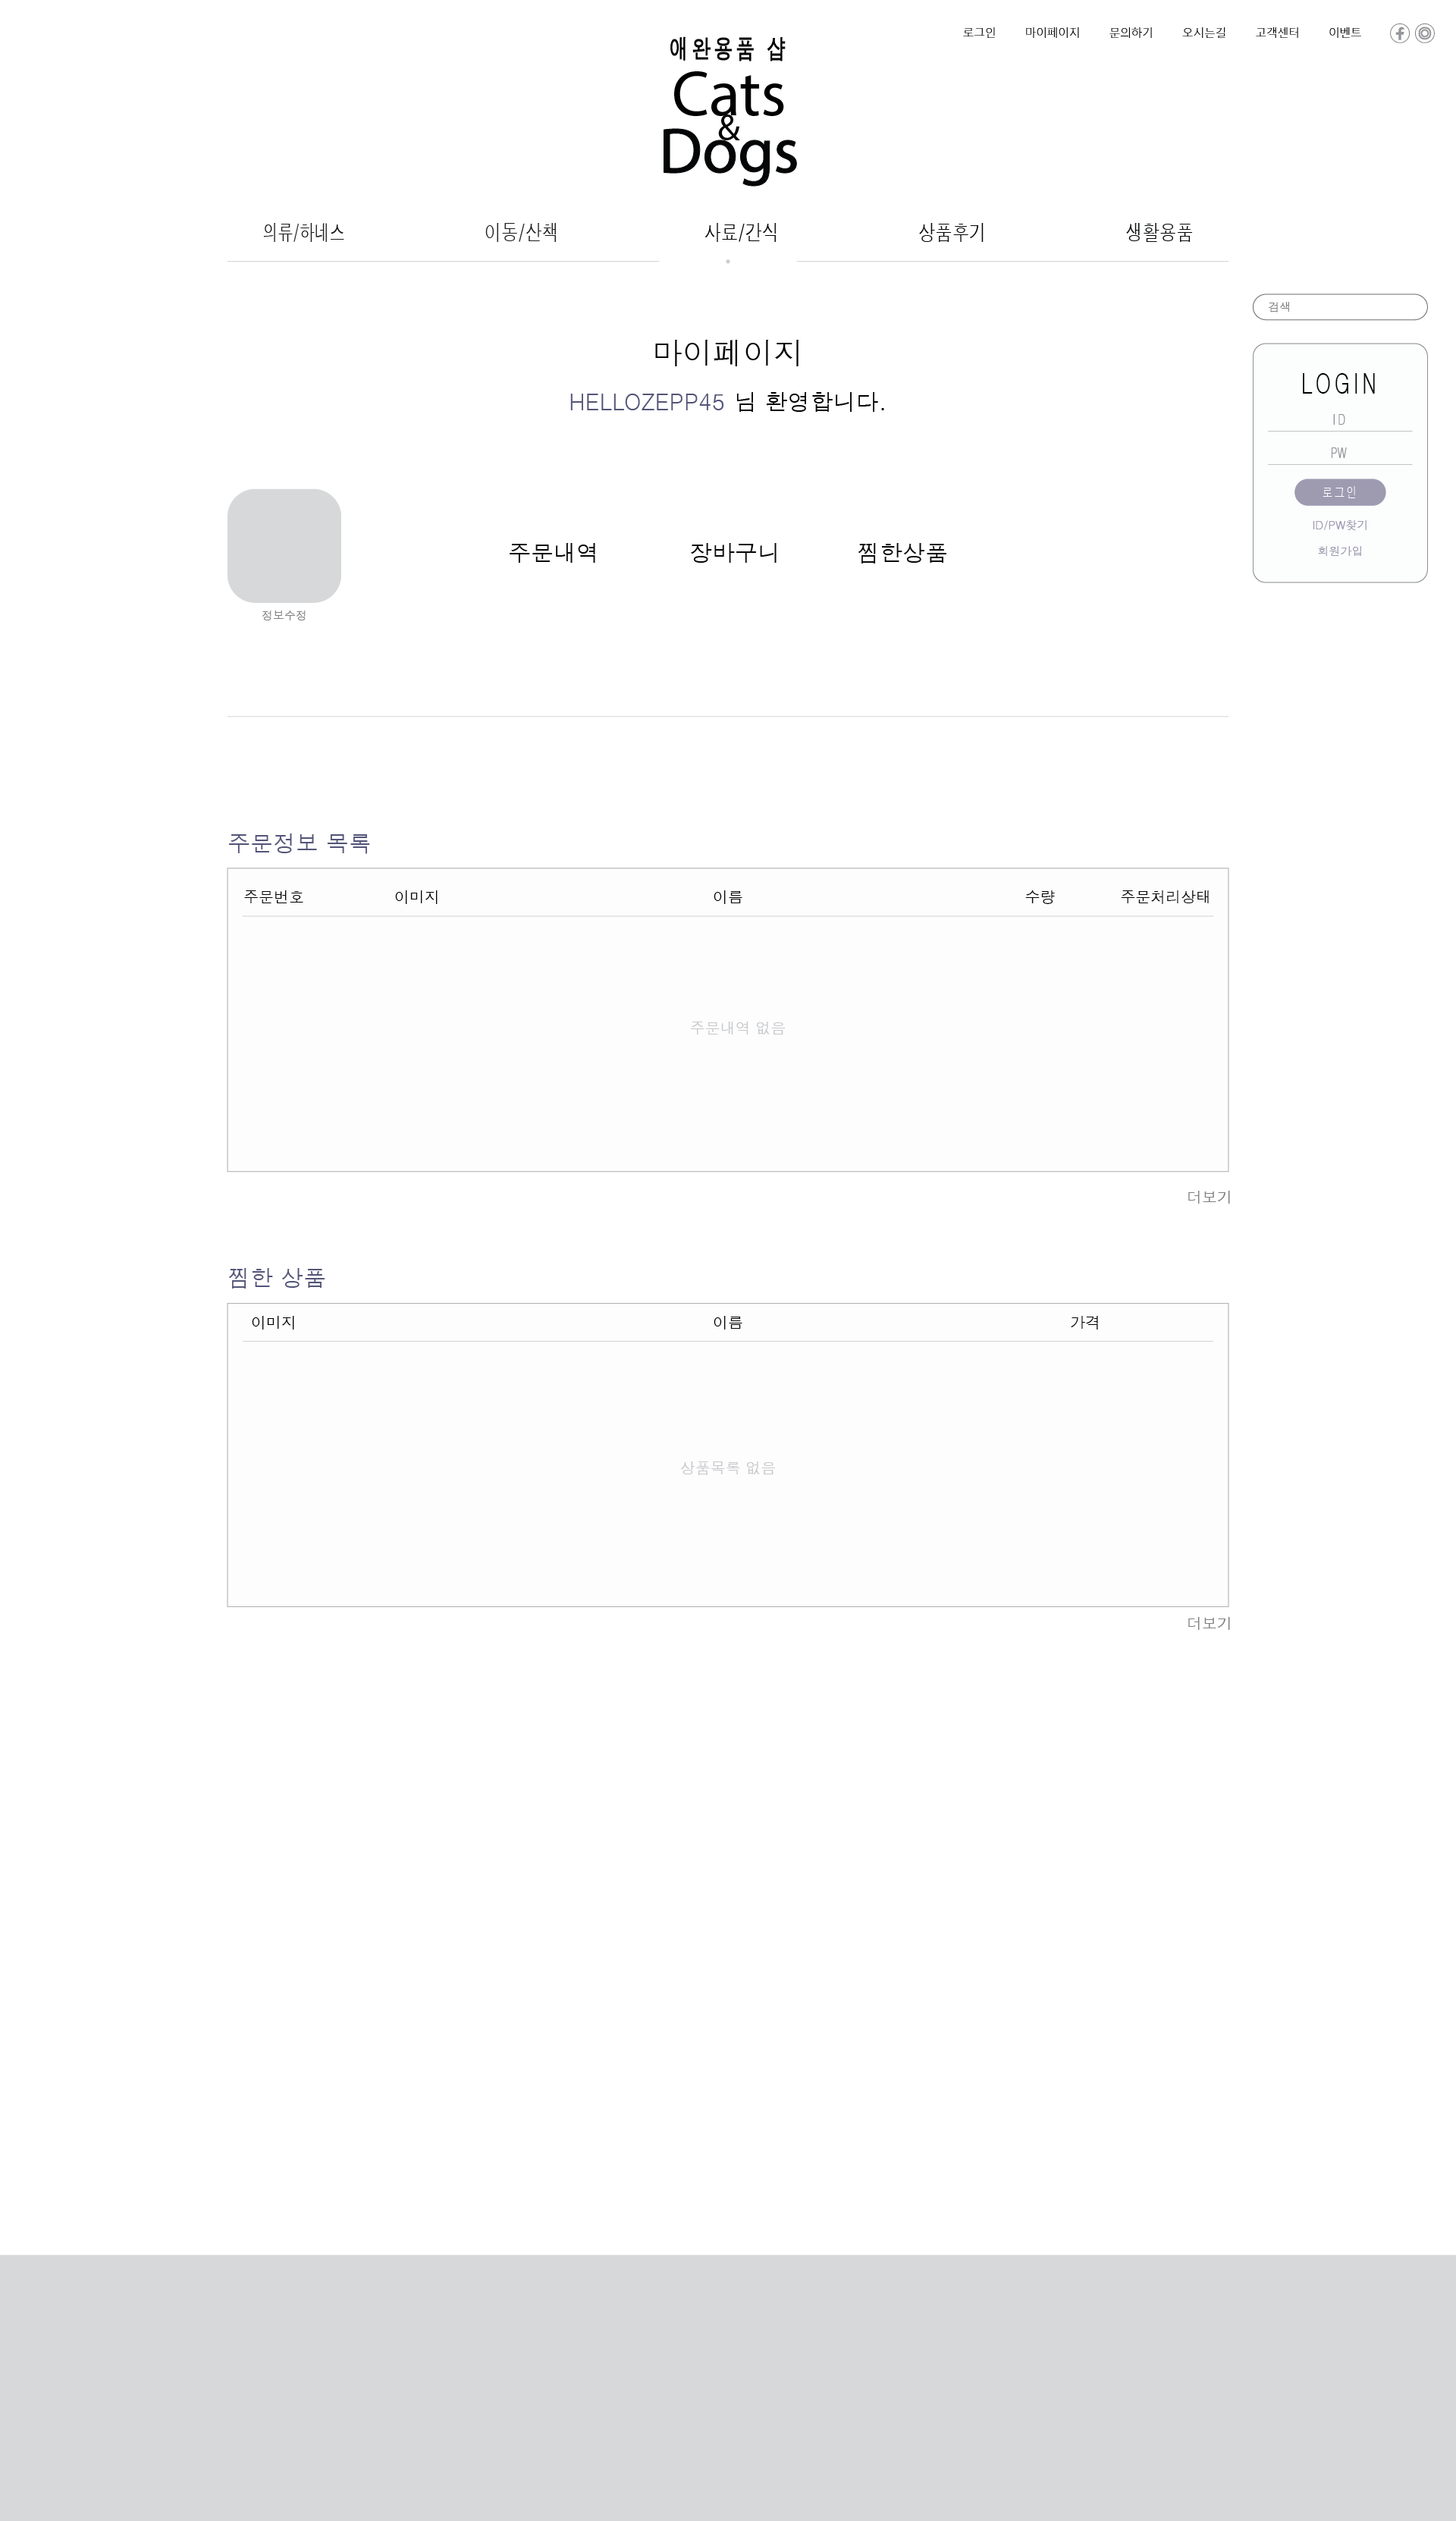 로그인 마이페이지 문의하기 오시는길 고객센터 이벤트
애완용품 샵
Cats
&
Dogs
의류/하네스 이동/산책 사료/간식 상품후기 생활용품
검색
마이페이지
HELLOZEPP45 님 환영합니다.
LOGIN
ID
PW
로그인
ID/PW찾기
회원가입
주문내역 장바구니 찜한상품
정보수정
주문정보 목록
주문번호 이미지 이름 수량 주문처리상태
주문내역 없음
더보기
찜한 상품
이미지 이름 가격
상품목록 없음
더보기